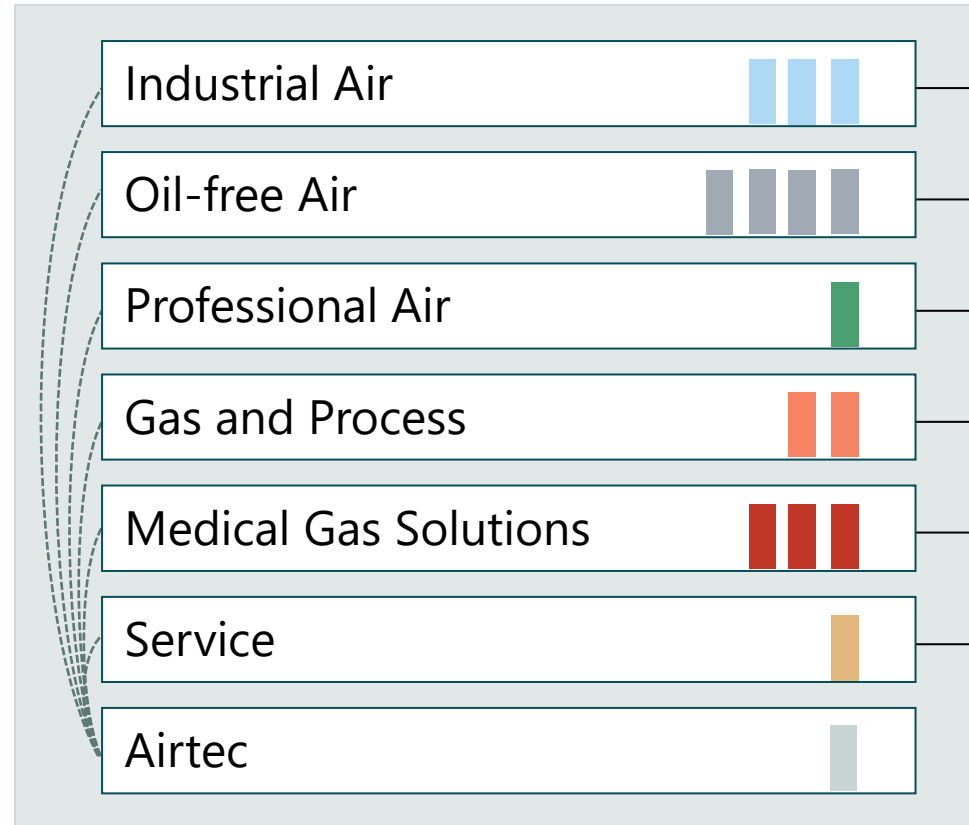 Industrial Air
Oil-free Air
Professional Air
Gas and Process
Medical Gas Solutions
Service
Airtec